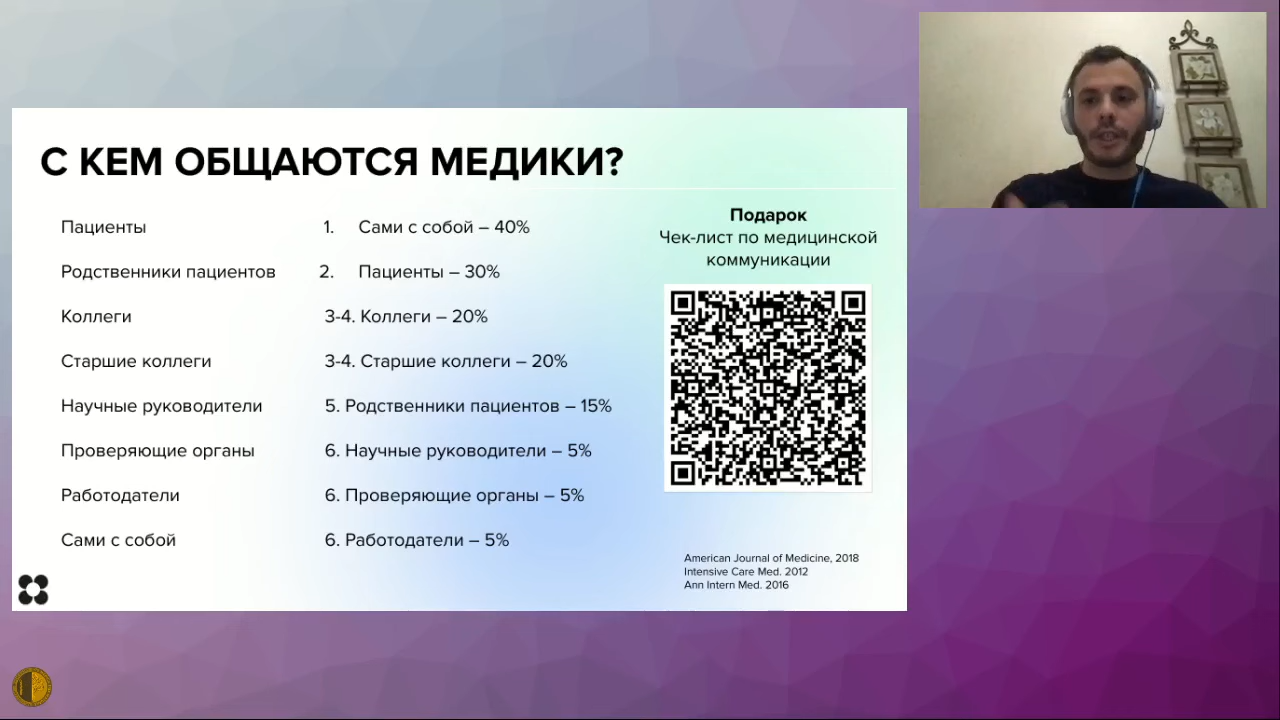 С КЕМ ОБЩАЮТСЯ МЕДИКИ?
Пациенты
Родственники пациентов
Коллеги
Старшие коллеги
Научные руководители
Проверяющие органы
Работодатели
Сами с собой
1. Сами с собой – 40%
2. Пациенты – 30%
3-4. Коллеги – 20%
3-4. Старшие коллеги – 20%
5. Родственники пациентов – 15%
6. Научные руководители – 5%
6. Проверяющие органы – 5%
6. Работодатели – 5%
Подарок
Чек-лист по медицинской
коммуникации
American Journal of Medicine, 2018
Intensive Care Med. 2012
Ann Intern Med. 2016